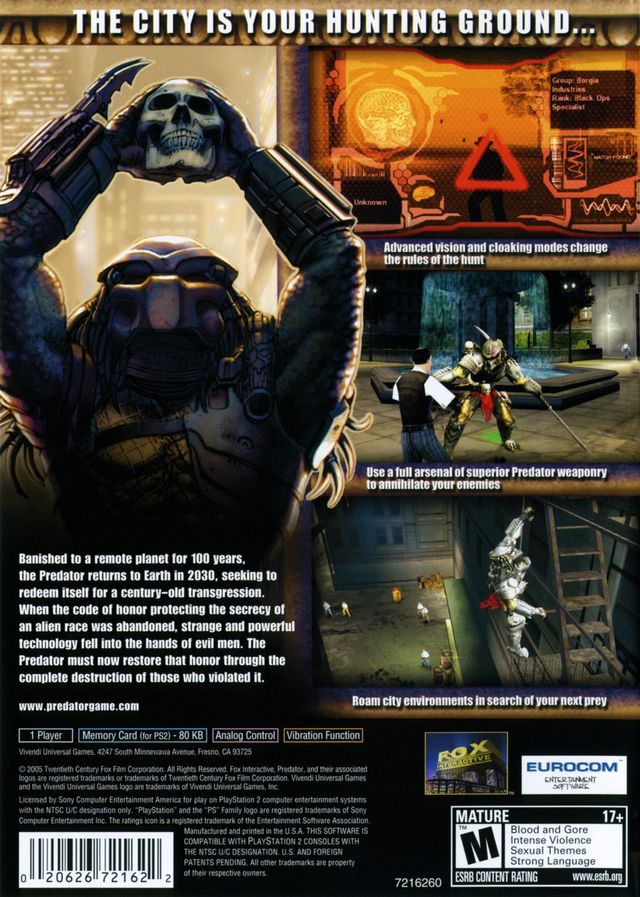 THE CITY IS YOUR HUNTING GROUND...
Group: Borgia
Industries
Rank: Black Ops
Specialist
MATCH FOUND
Unknown
Advanced vision and cloaking modes change
the rules of the hunt
Use a full arsenal of superior Predator weaponry
to annihilate your enemies
Banished to a remote planet for 100 years,
the Predator returns to Earth in 2030, seeking to
redeem itself for a century-old transgression.
When the code of honor protecting the secrecy of
an alien race was abandoned, strange and powerful
technology fell into the hands of evil men. The
Predator must now restore that honor through the
complete destruction of those who violated it.
www.predatorgame.com
Roam city environments in search of your next prey
1 Player
Memory Card (for PS2) - 80 KB
Analog Control
Vibration Function
Vivendi Universal Games, 4247 South Minnewawa Avenue, Fresno, CA 93725
© 2005 Twentieth Century Fox Film Corporation. All Rights Reserved. Fox Interactive, Predator, and their associated
logos are registered trademarks or trademarks of Twentieth Century Fox Film Corporation. Vivendi Universal Games
and the Vivendi Universal Games logo are trademarks of Vivendi Universal Games, Inc.
Licensed by Sony Computer Entertainment America for play on PlayStation 2 computer entertainment systems
with the NTSC U/C designation only. "PlayStation" and the "PS" Family logo are registered trademarks of Sony
Computer Entertainment Inc. The ratings icon is a registered trademark of the Entertainment Software Association.
Manufactured and printed in the U.S.A. THIS SOFTWARE IS
COMPATIBLE WITH PLAYSTATION 2 CONSOLES WITH
THE NTSC U/C DESIGNATION. U.S. AND FOREIGN
PATENTS PENDING. All other trademarks are property
of their respective owners.
0 20626 72162 2
7216260
FOX
INTERACTIVE
EUROCOM™
ENTERTAINMENT
SOFTWARE
MATURE 17+
M
Blood and Gore
Intense Violence
Sexual Themes
Strong Language
ESRB CONTENT RATING www.esrb.org